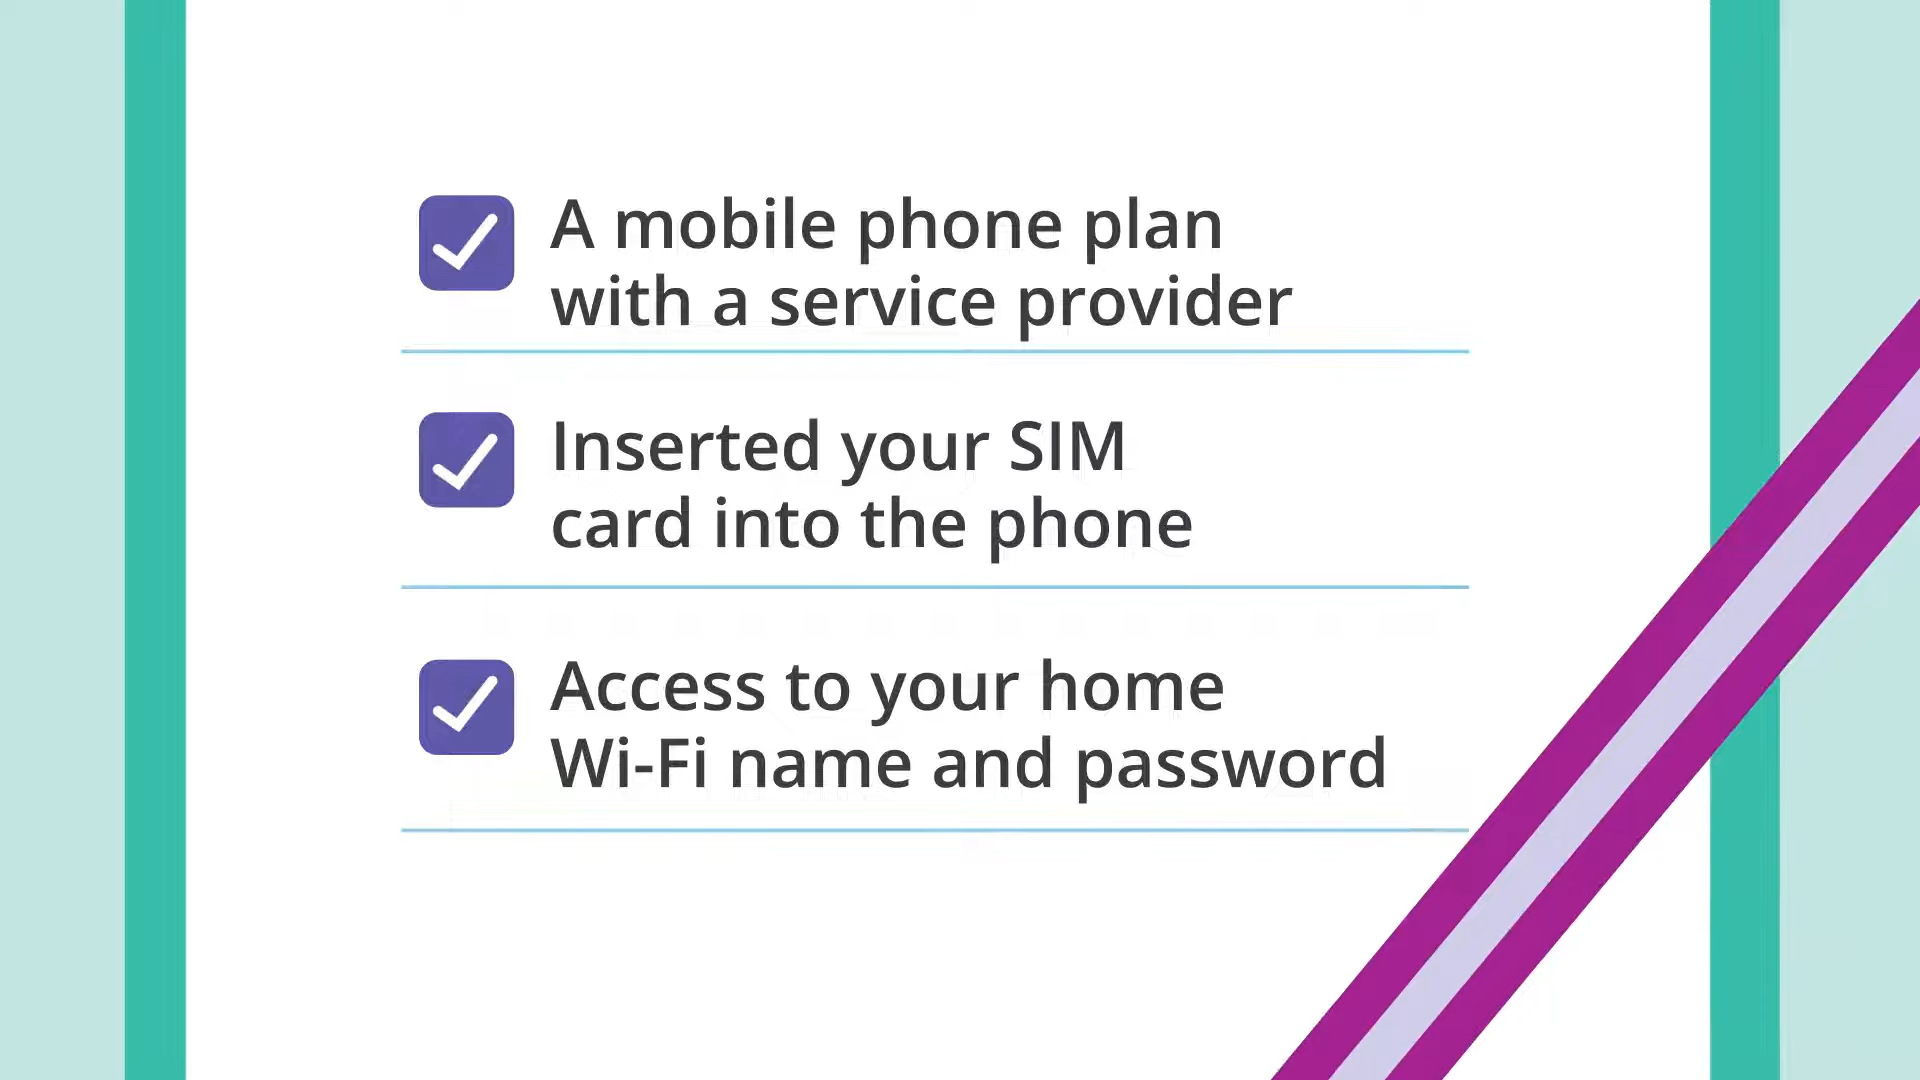 A mobile phone plan
with a service provider
Inserted your SIM
card into the phone
Access to your home
Wi-Fi name and password